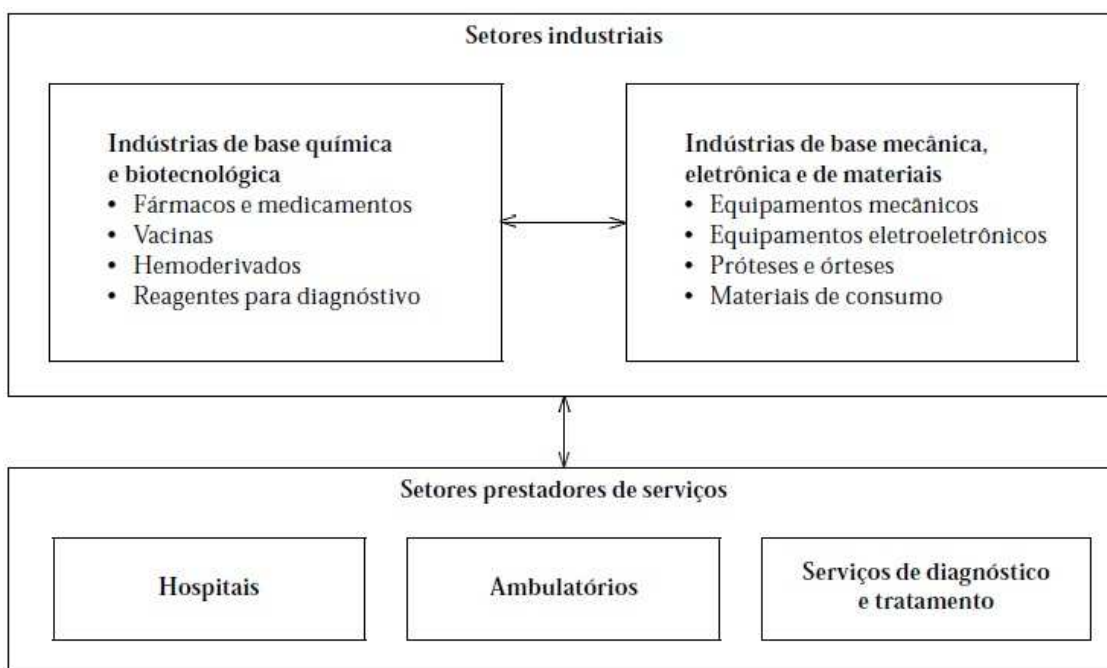 Setores industriais
Indústrias de base química
e biotecnológica
• Fármacos e medicamentos
• Vacinas
• Hemoderivados
• Reagentes para diagnóstivo
Indústrias de base mecânica,
eletrônica e de materiais
• Equipamentos mecânicos
• Equipamentos eletroeletrônicos
• Próteses e órteses
• Materiais de consumo
Setores prestadores de serviços
Hospitais
Ambulatórios
Serviços de diagnóstico
e tratamento